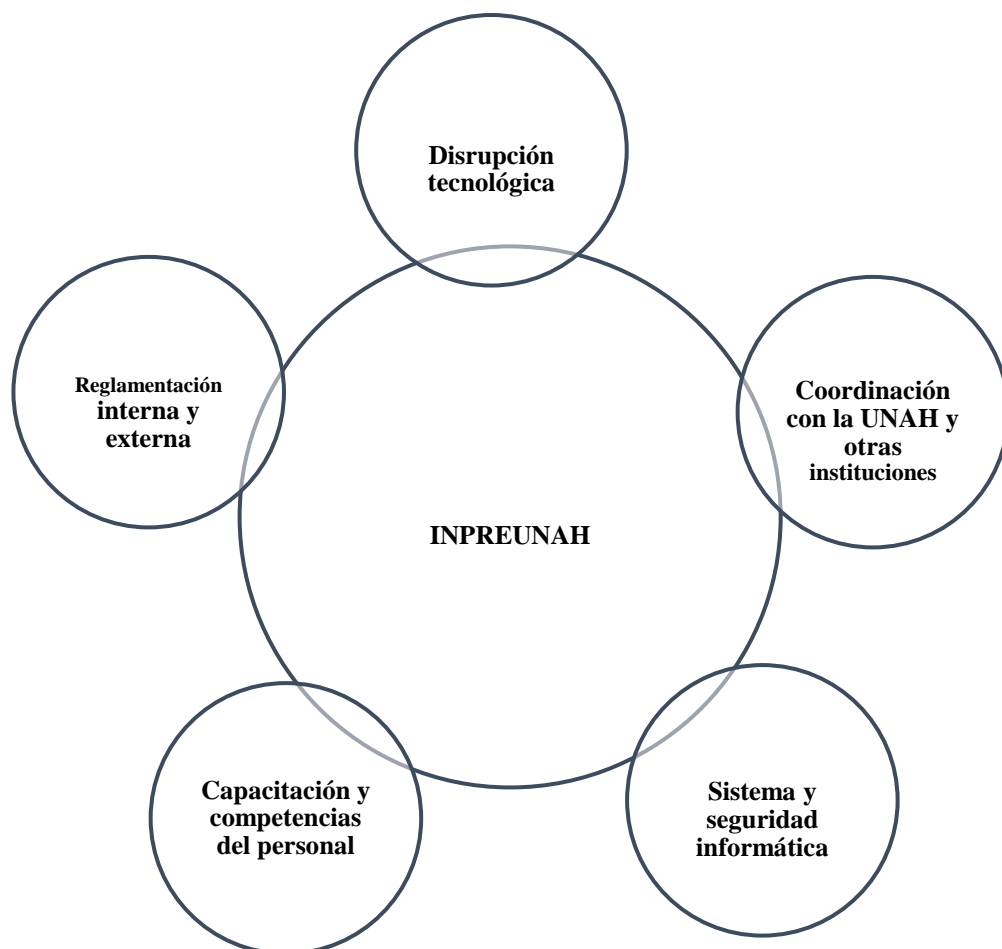 Disrupción
tecnológica
Reglamentación
interna y
externa
Coordinación
con la UNAH y
otras
instituciones
INPREUNAH
Capacitación y
competencias
del personal
Sistema y
seguridad
informática